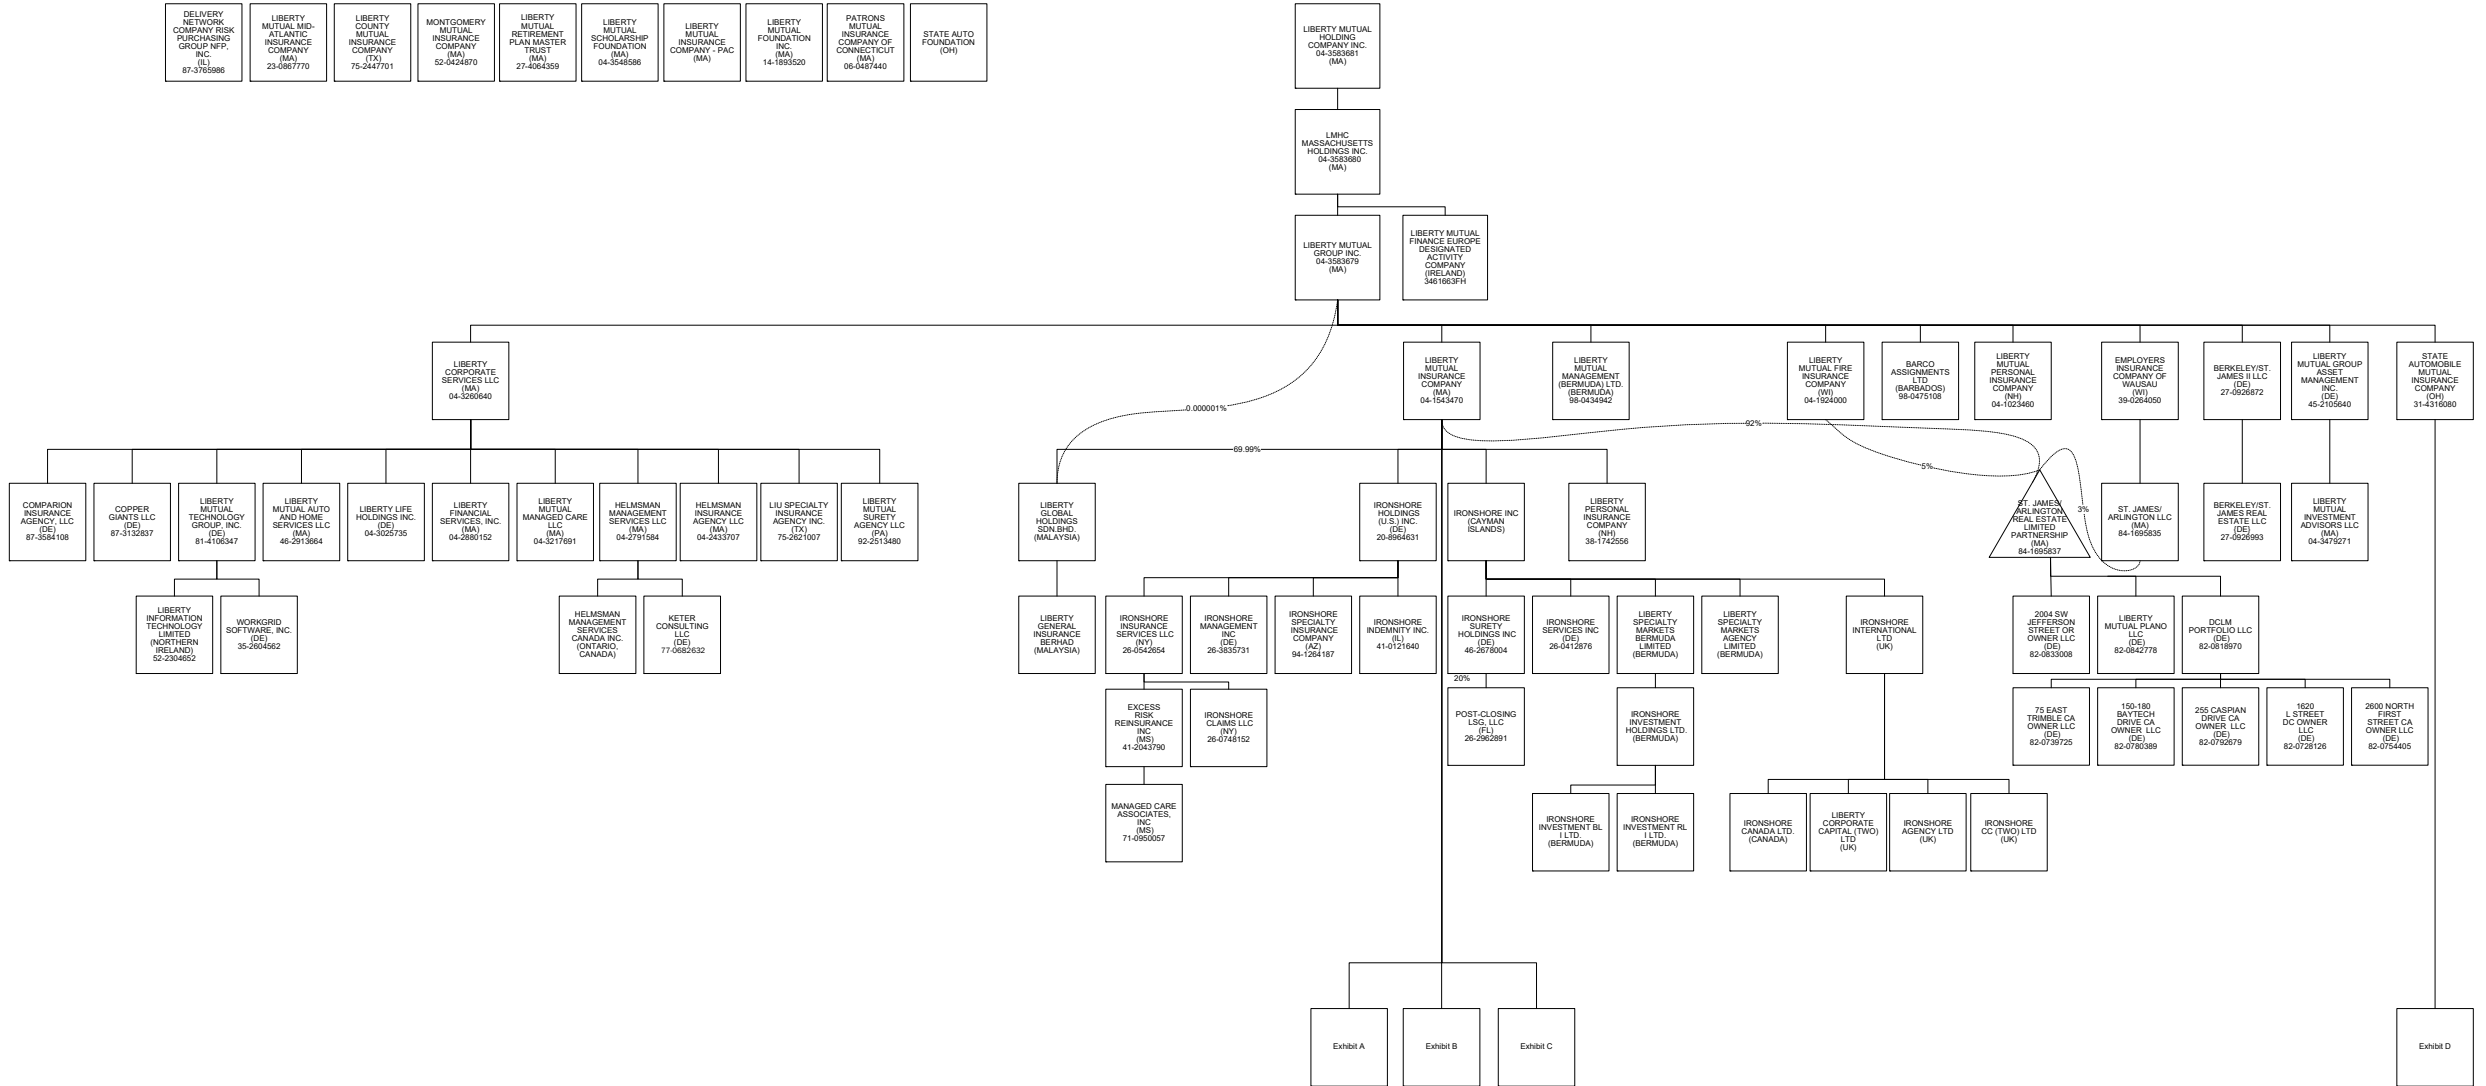 DELIVERY
NETWORK
COMPANY RISK
PURCHASING
GROUP NFP,
INC.
(IL)
87-3765986
LIBERTY
MUTUAL MID-
ATLANTIC
INSURANCE
COMPANY
(MA)
23-0867770
LIBERTY
COUNTY
MUTUAL
INSURANCE
COMPANY
(TX)
75-2447701
MONTGOMERY
MUTUAL
INSURANCE
COMPANY
(MA)
52-0424870
LIBERTY
MUTUAL
RETIREMENT
PLAN MASTER
TRUST
(MA)
27-4064359
LIBERTY
MUTUAL
SCHOLARSHIP
FOUNDATION
(MA)
04-3548586
LIBERTY
MUTUAL
INSURANCE
COMPANY - PAC
(MA)
LIBERTY
MUTUAL
FOUNDATION
INC.
(MA)
14-1893520
PATRONS
MUTUAL
INSURANCE
COMPANY OF
CONNECTICUT
(MA)
06-0487440
STATE AUTO
FOUNDATION
(OH)
LIBERTY MUTUAL
HOLDING
COMPANY INC.
04-3583681
(MA)
LMHC
MASSACHUSETTS
HOLDINGS INC.
04-3583680
(MA)
LIBERTY MUTUAL
GROUP INC.
04-3583679
(MA)
LIBERTY MUTUAL
FINANCE EUROPE
DESIGNATED
ACTIVITY
COMPANY
(IRELAND)
3461663FH
LIBERTY
CORPORATE
SERVICES LLC
(MA)
04-3260640
LIBERTY
MUTUAL
INSURANCE
COMPANY
(MA)
04-1543470
LIBERTY
MUTUAL
MANAGEMENT
(BERMUDA) LTD.
(BERMUDA)
98-0434942
LIBERTY
MUTUAL FIRE
INSURANCE
COMPANY
(WI)
04-1924000
BARCO
ASSIGNMENTS
LTD
(BARBADOS)
98-0475108
LIBERTY
MUTUAL
PERSONAL
INSURANCE
COMPANY
(NH)
04-1023460
EMPLOYERS
INSURANCE
COMPANY OF
WAUSAU
(WI)
39-0264050
BERKELEY/ST.
JAMES II LLC
(DE)
27-0926872
LIBERTY
MUTUAL GROUP
ASSET
MANAGEMENT
INC.
(DE)
45-2105640
STATE
AUTOMOBILE
MUTUAL
INSURANCE
COMPANY
(OH)
31-4316080
0.000001%
92%
69.99%
5%
3%
COMPARION
INSURANCE
AGENCY, LLC
(DE)
87-3584108
COPPER
GIANTS LLC
(DE)
87-3132837
LIBERTY
MUTUAL
TECHNOLOGY
GROUP, INC.
(DE)
81-4106347
LIBERTY
MUTUAL AUTO
AND HOME
SERVICES LLC
(MA)
46-2913664
LIBERTY LIFE
HOLDINGS INC.
(DE)
04-3025735
LIBERTY
FINANCIAL
SERVICES, INC.
(MA)
04-2880152
LIBERTY
MUTUAL
MANAGED CARE
LLC
(MA)
04-3217691
HELMSMAN
MANAGEMENT
SERVICES LLC
(MA)
04-2791584
HELMSMAN
INSURANCE
AGENCY LLC
(MA)
04-2433707
LIU SPECIALTY
INSURANCE
AGENCY INC.
(TX)
75-2621007
LIBERTY
MUTUAL
SURETY
AGENCY LLC
(PA)
92-2513480
LIBERTY
GLOBAL
HOLDINGS
SDN.BHD.
(MALAYSIA)
IRONSHORE
HOLDINGS
(U.S.) INC.
(DE)
20-8964631
IRONSHORE INC
(CAYMAN
ISLANDS)
LIBERTY
PERSONAL
INSURANCE
COMPANY
(NH)
38-1742556
ST. JAMES/
ARLINGTON
REAL ESTATE
LIMITED
PARTNERSHIP
(MA)
84-1695837
ST. JAMES/
ARLINGTON LLC
(MA)
84-1695835
BERKELEY/ST.
JAMES REAL
ESTATE LLC
(DE)
27-0926993
LIBERTY
MUTUAL
INVESTMENT
ADVISORS LLC
(MA)
04-3479271
LIBERTY
INFORMATION
TECHNOLOGY
LIMITED
(NORTHERN
IRELAND)
52-2304652
WORKGRID
SOFTWARE, INC.
(DE)
35-2604562
HELMSMAN
MANAGEMENT
SERVICES
CANADA INC.
(ONTARIO,
CANADA)
KETER
CONSULTING
LLC
(DE)
77-0682632
LIBERTY
GENERAL
INSURANCE
BERHAD
(MALAYSIA)
IRONSHORE
INSURANCE
SERVICES LLC
(NY)
26-0542654
IRONSHORE
MANAGEMENT
INC
(DE)
26-3835731
IRONSHORE
SPECIALTY
INSURANCE
COMPANY
(AZ)
94-1264187
IRONSHORE
INDEMNITY INC.
(IL)
41-0121640
IRONSHORE
SURETY
HOLDINGS INC
(DE)
46-2678004
IRONSHORE
SERVICES INC
(DE)
26-0412876
LIBERTY
SPECIALTY
MARKETS
BERMUDA
LIMITED
(BERMUDA)
LIBERTY
SPECIALTY
MARKETS
AGENCY
LIMITED
(BERMUDA)
IRONSHORE
INTERNATIONAL
LTD
(UK)
2004 SW
JEFFERSON
STREET OR
OWNER LLC
(DE)
82-0833008
LIBERTY
MUTUAL PLANO
LLC
(DE)
82-0842778
DCLM
PORTFOLIO LLC
(DE)
82-0818970
20%
EXCESS
RISK
REINSURANCE
INC
(MS)
41-2043790
IRONSHORE
CLAIMS LLC
(NY)
26-0748152
POST-CLOSING
LSG, LLC
(FL)
26-2962891
IRONSHORE
INVESTMENT
HOLDINGS LTD.
(BERMUDA)
75 EAST
TRIMBLE CA
OWNER LLC
(DE)
82-0739725
150-180
BAYTECH
DRIVE CA
OWNER LLC
(DE)
82-0780389
255 CASPIAN
DRIVE CA
OWNER LLC
(DE)
82-0792679
1620
L STREET
DC OWNER
LLC
(DE)
82-0728126
2600 NORTH
FIRST
STREET CA
OWNER LLC
(DE)
82-0754405
MANAGED CARE
ASSOCIATES,
INC
(MS)
71-0950057
IRONSHORE
INVESTMENT BL
I LTD.
(BERMUDA)
IRONSHORE
INVESTMENT RL
I LTD.
(BERMUDA)
IRONSHORE
CANADA LTD.
(CANADA)
LIBERTY
CORPORATE
CAPITAL (TWO)
LTD
(UK)
IRONSHORE
AGENCY LTD
(UK)
IRONSHORE
CC (TWO) LTD
(UK)
Exhibit A
Exhibit B
Exhibit C
Exhibit D